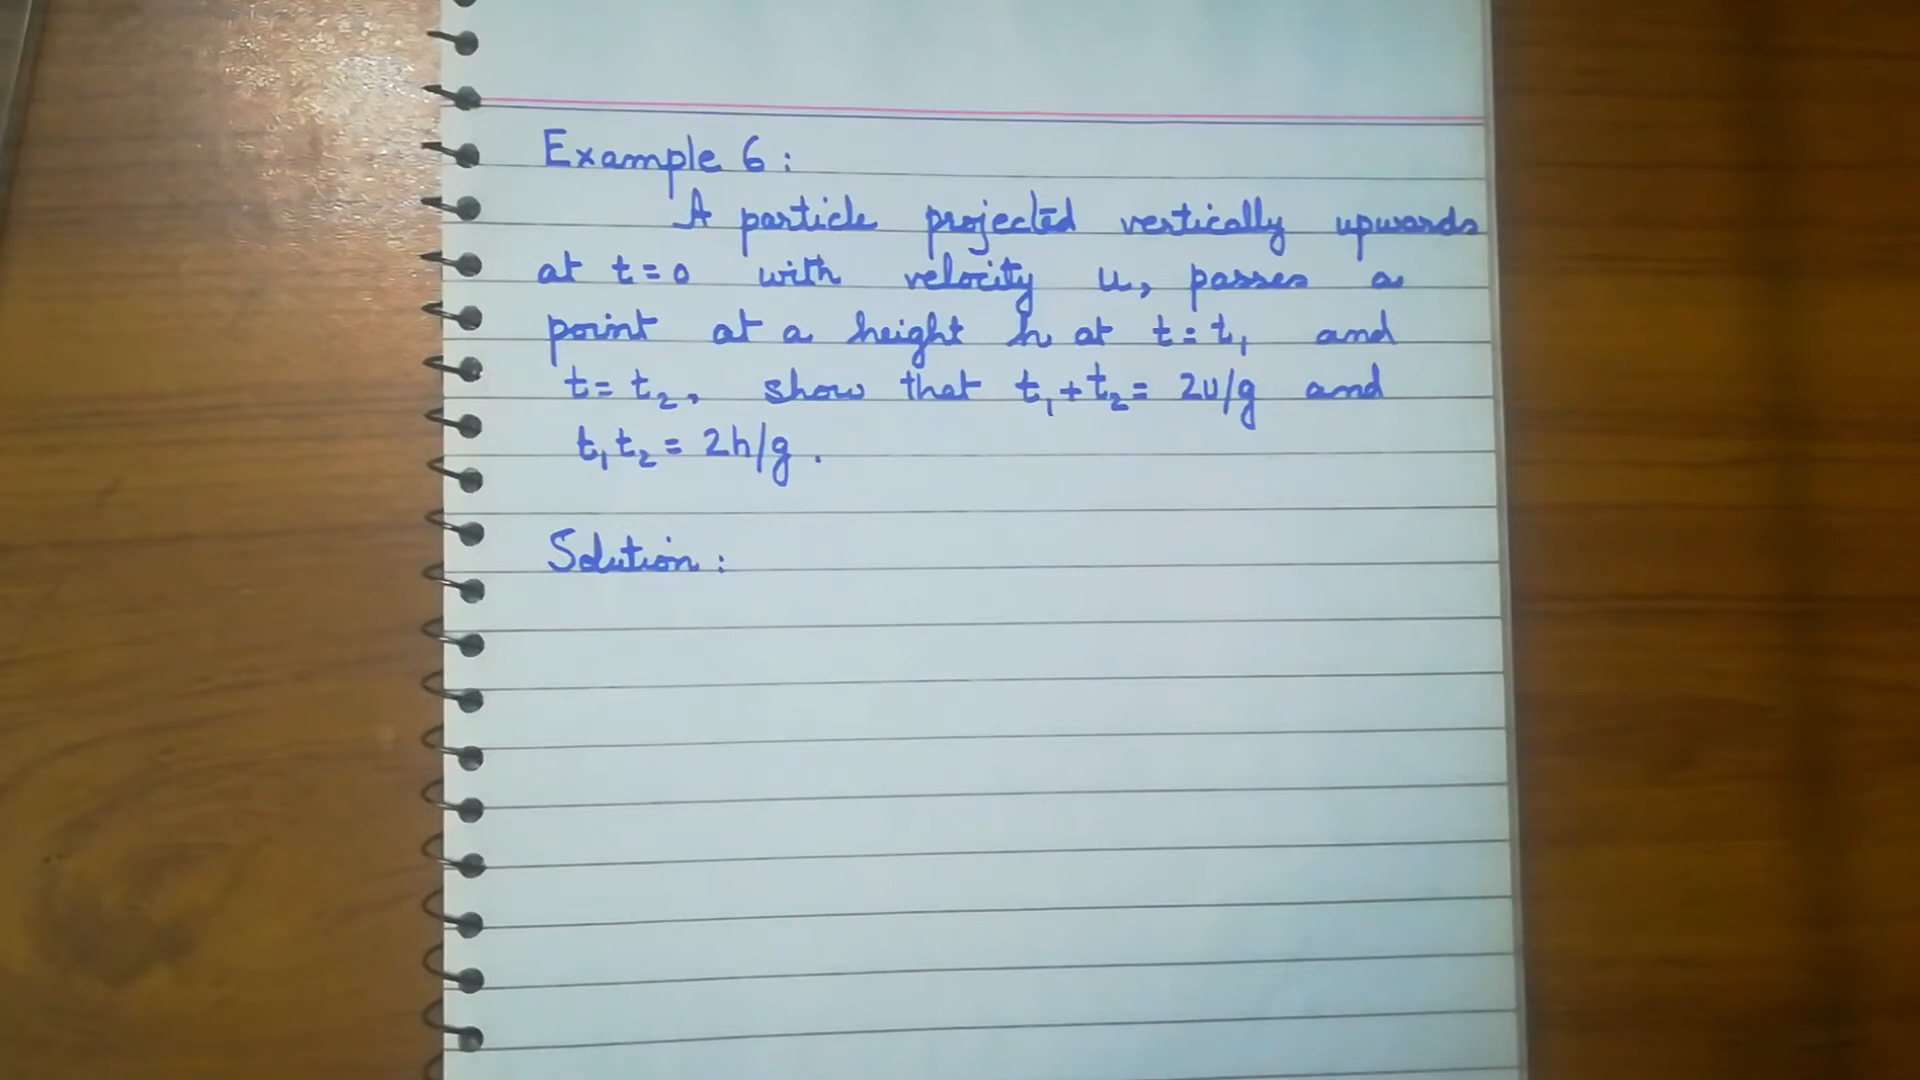 Example 6 :
A particle projected vertically upwards
at t = 0 with velocity u, passes a
point at a height h at t = t₁ and
t = t₂, show that t₁ + t₂ = 2u/g and
t₁ t₂ = 2h/g .
Solution :